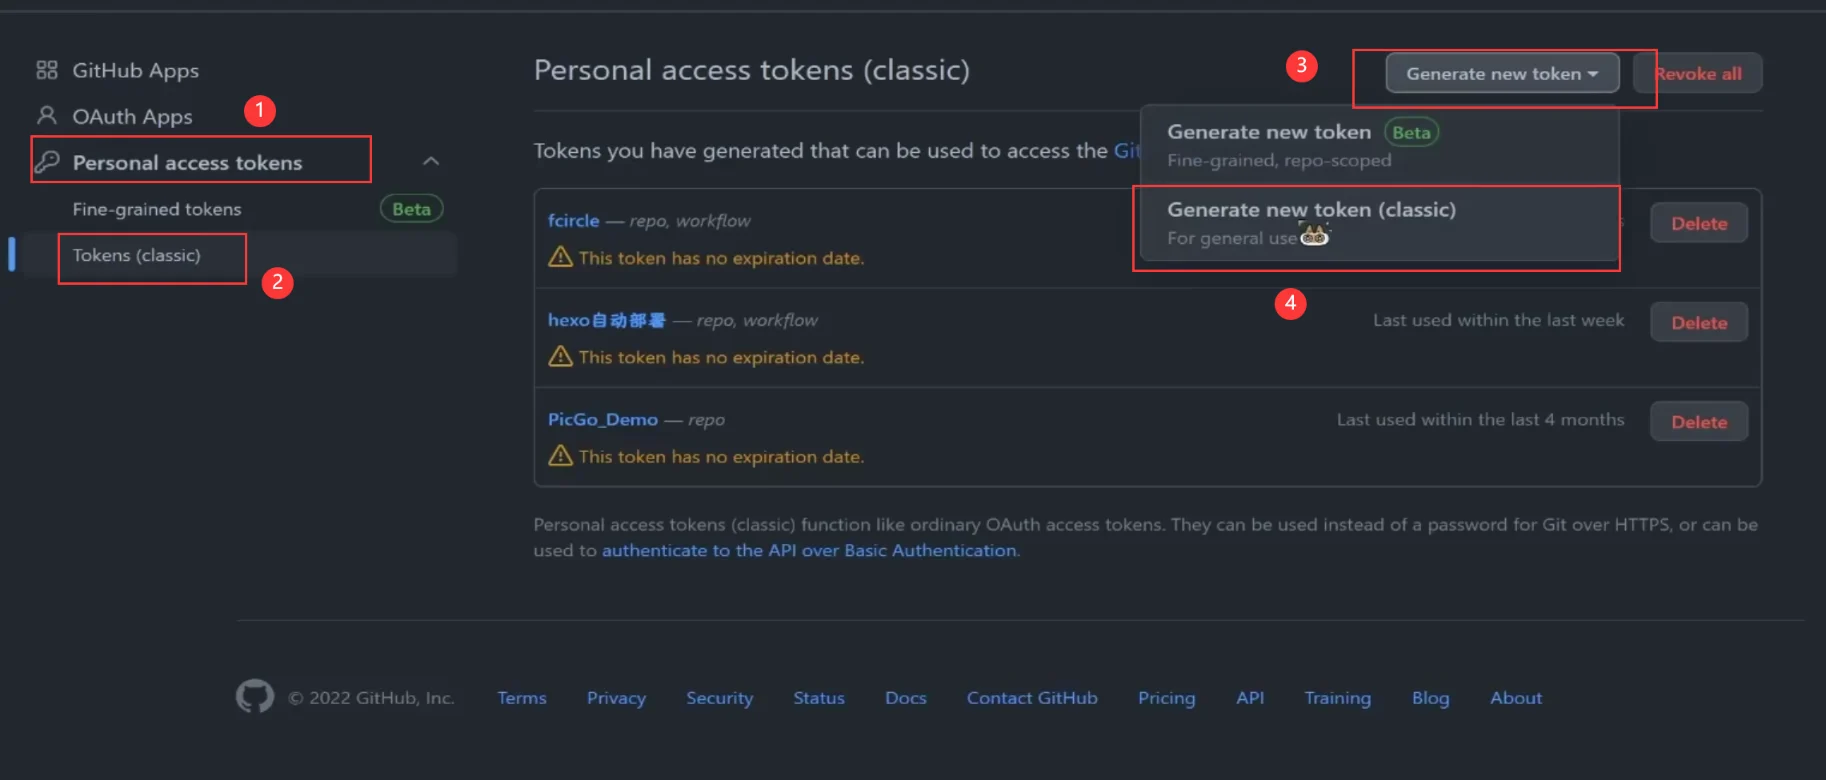 GitHub Apps
OAuth Apps
1
Personal access tokens
Fine-grained tokens Beta
Tokens (classic)
2
Personal access tokens (classic)
3
Generate new token
Revoke all
Tokens you have generated that can be used to access the Git
Generate new token Beta
Fine-grained, repo-scoped
Generate new token (classic)
For general use
4
fcircle — repo, workflow
Delete
This token has no expiration date.
hexo自动部署 — repo, workflow
Last used within the last week
Delete
This token has no expiration date.
PicGo_Demo — repo
Last used within the last 4 months
Delete
This token has no expiration date.
Personal access tokens (classic) function like ordinary OAuth access tokens. They can be used instead of a password for Git over HTTPS, or can be
used to authenticate to the API over Basic Authentication.
© 2022 GitHub, Inc. Terms Privacy Security Status Docs Contact GitHub Pricing API Training Blog About